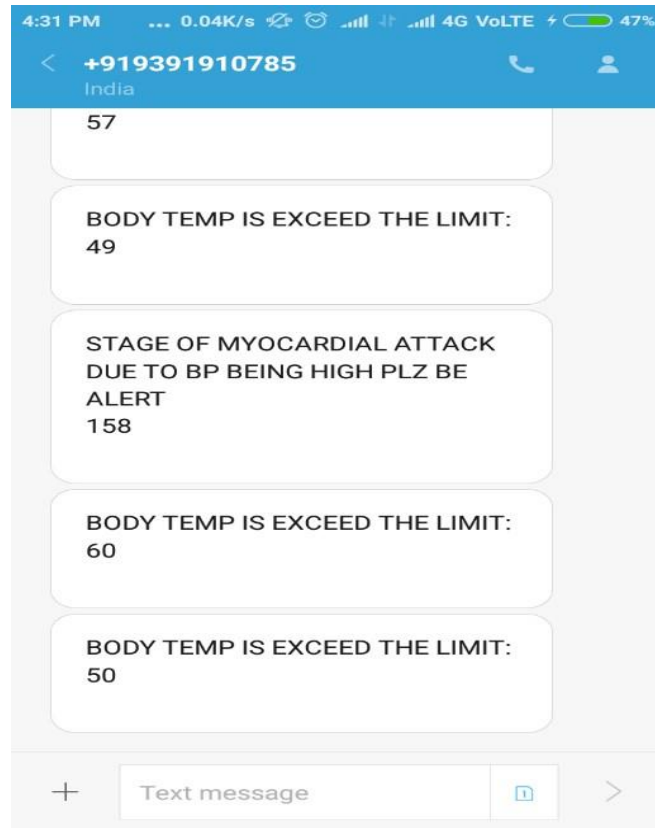 4:31 PM ... 0.04K/s 4G VoLTE 47%
+919391910785
India
57
BODY TEMP IS EXCEED THE LIMIT:
49
STAGE OF MYOCARDIAL ATTACK
DUE TO BP BEING HIGH PLZ BE
ALERT
158
BODY TEMP IS EXCEED THE LIMIT:
60
BODY TEMP IS EXCEED THE LIMIT:
50
Text message
1